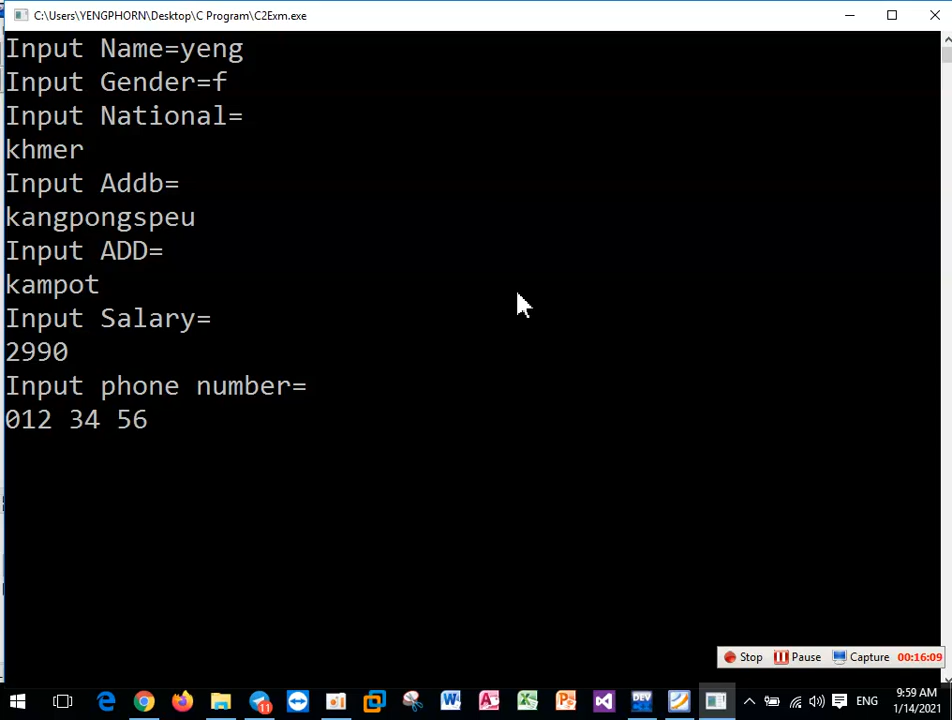 C:\Users\YENGPHORN\Desktop\C Program\C2Exm.exe
Input Name=yeng
Input Gender=f
Input National=
khmer
Input Addb=
kangpongspeu
Input ADD=
kampot
Input Salary=
2990
Input phone number=
012 34 56
Stop Pause Capture 00:16:09
11
DEV
ENG
9:59 AM
1/14/2021